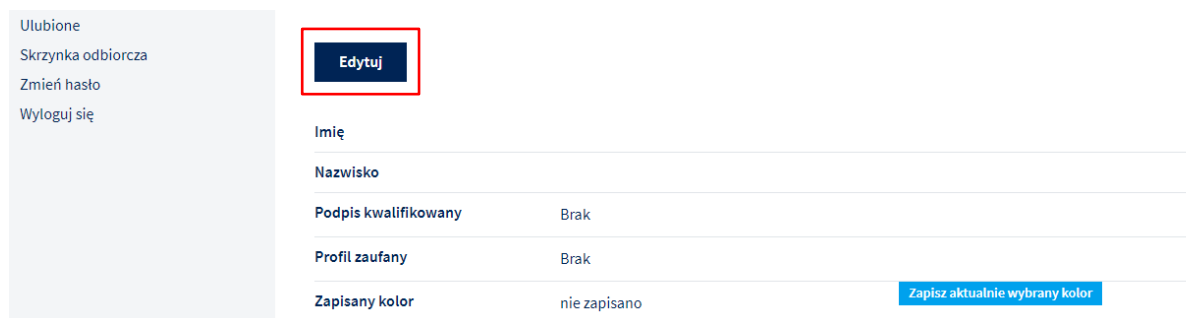 Ulubione
Skrzynka odbiorcza
Zmień hasło
Wyloguj się
Edytuj
Imię
Nazwisko
Podpis kwalifikowany Brak
Profil zaufany Brak
Zapisany kolor nie zapisano Zapisz aktualnie wybrany kolor